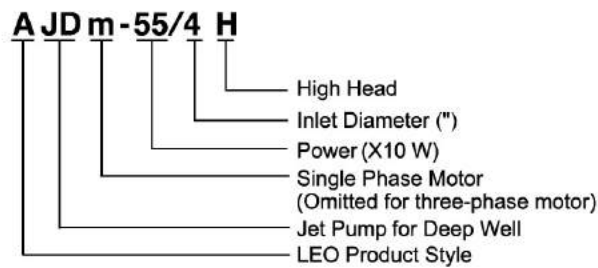 AJDm-55/4 H
High Head
Inlet Diameter (")
Power (X10 W)
Single Phase Motor
(Omitted for three-phase motor)
Jet Pump for Deep Well
LEO Product Style